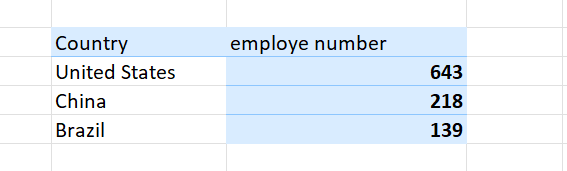 Country employe number
United States 643
China 218
Brazil 139